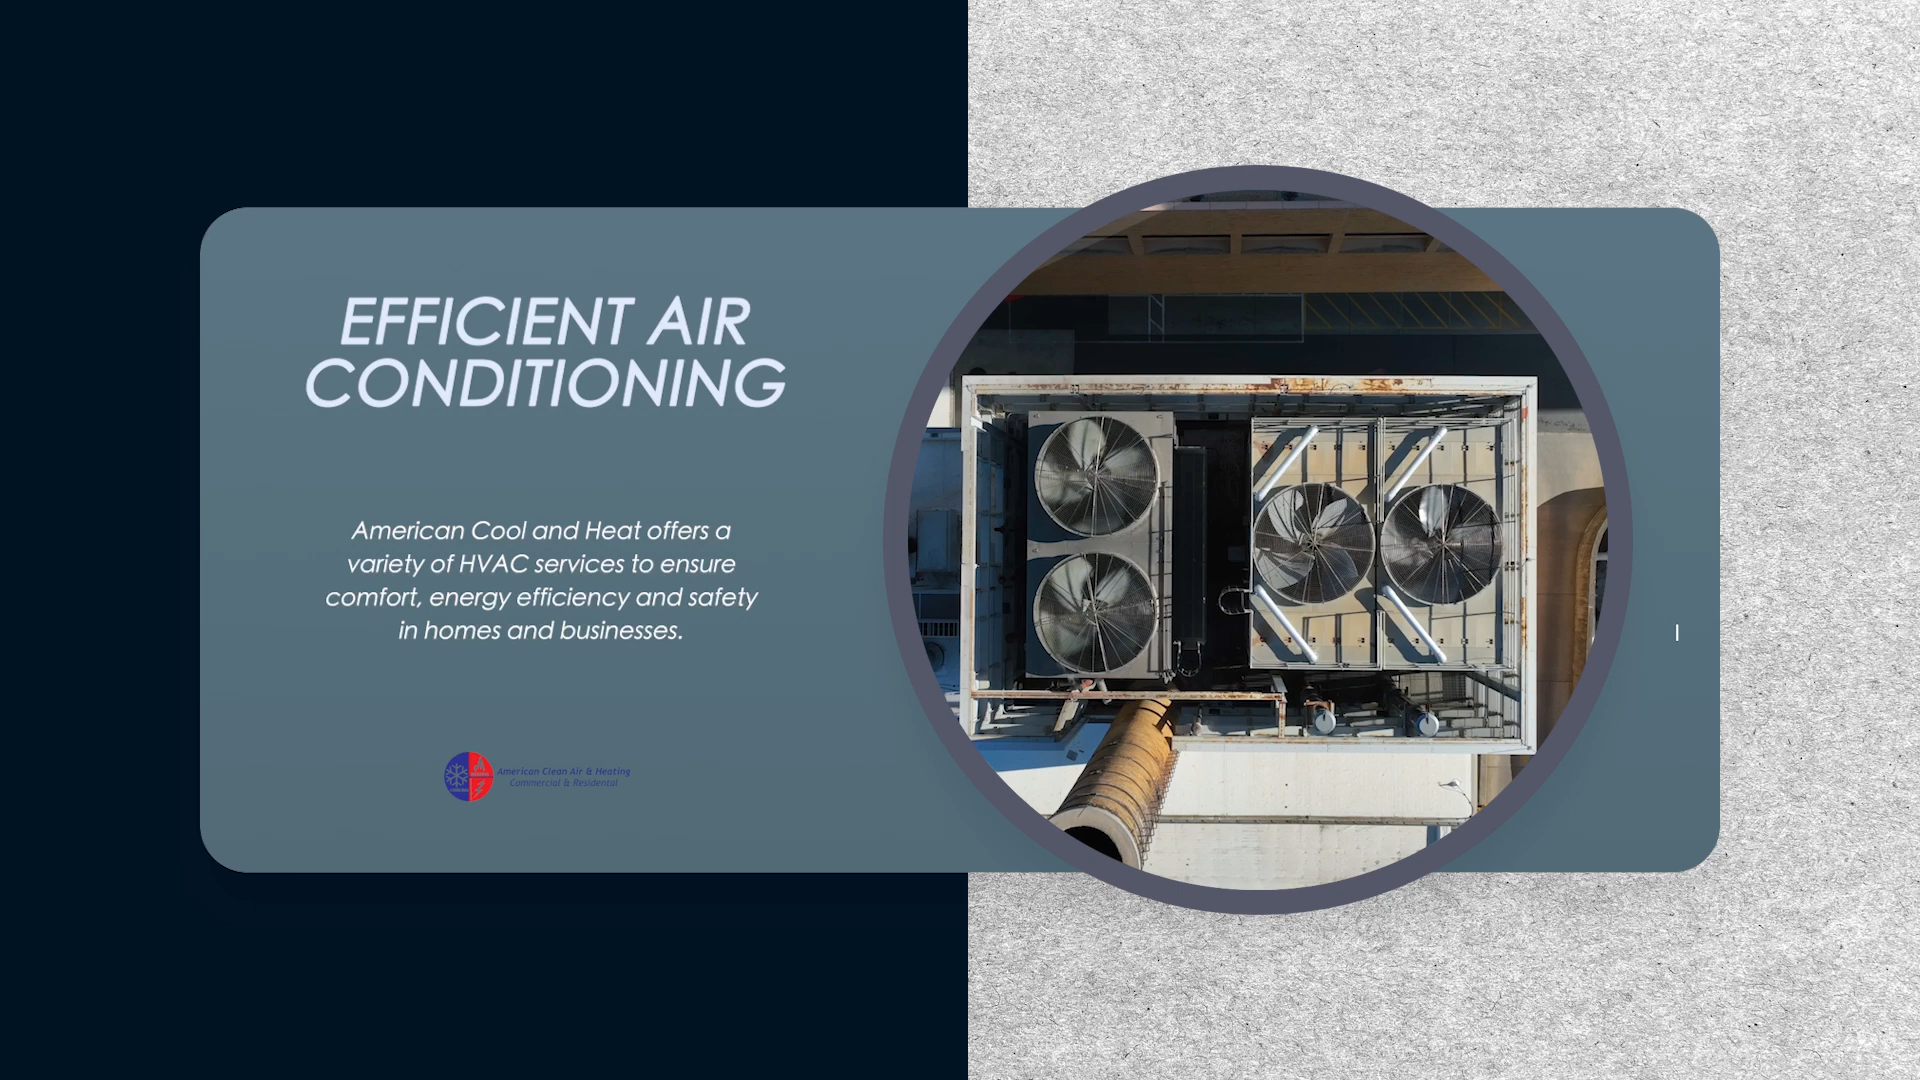 EFFICIENT AIR
CONDITIONING
American Cool and Heat offers a
variety of HVAC services to ensure
comfort, energy efficiency and safety
in homes and businesses.
American Clean Air & Heating
Commercial & Residental